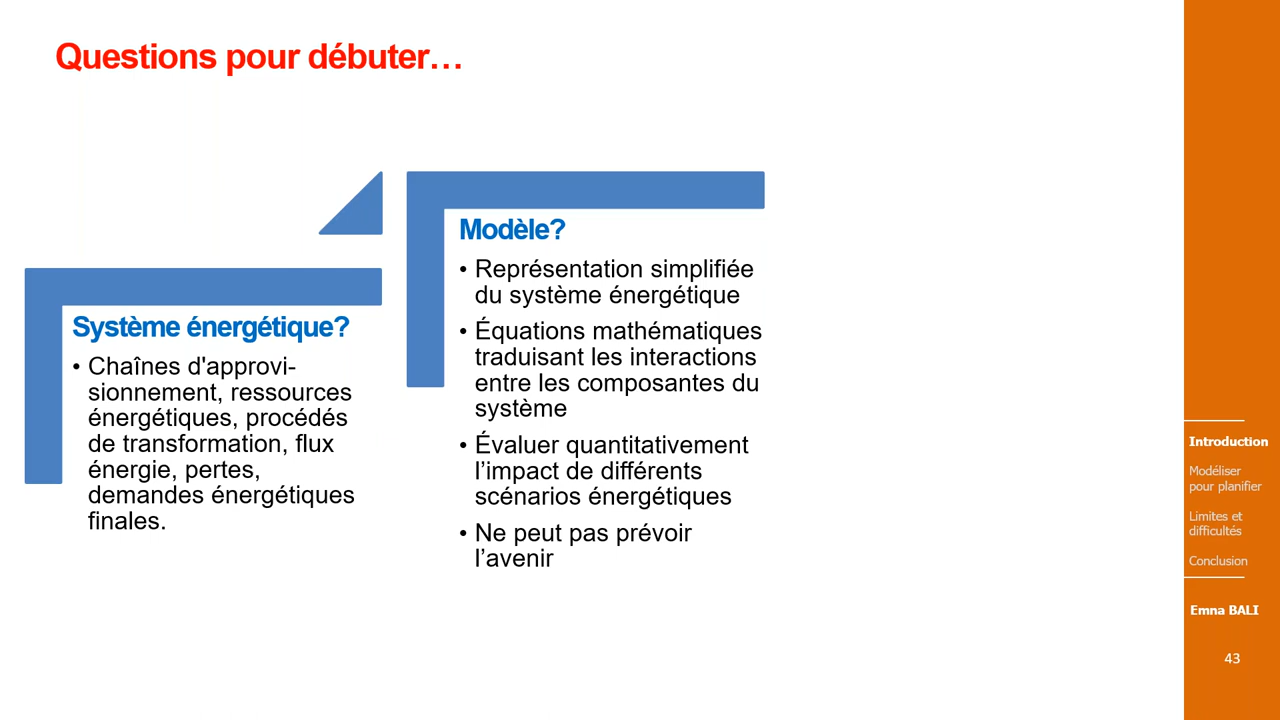 Questions pour débuter…
Système énergétique?
• Chaînes d'approvi-
sionnement, ressources
énergétiques, procédés
de transformation, flux
énergie, pertes,
demandes énergétiques
finales.
Modèle?
• Représentation simplifiée
du système énergétique
• Équations mathématiques
traduisant les interactions
entre les composantes du
système
• Évaluer quantitativement
l’impact de différents
scénarios énergétiques
• Ne peut pas prévoir
l’avenir
Introduction
Modéliser
pour planifier
Limites et
difficultés
Conclusion
Emna BALI
43